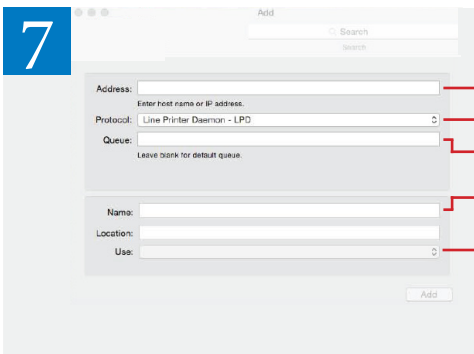 7
Add
Search
Search
Address:
Enter host name or IP address.
Protocol: Line Printer Daemon - LPD
Queue:
Leave blank for default queue.
Name:
Location:
Use:
Add